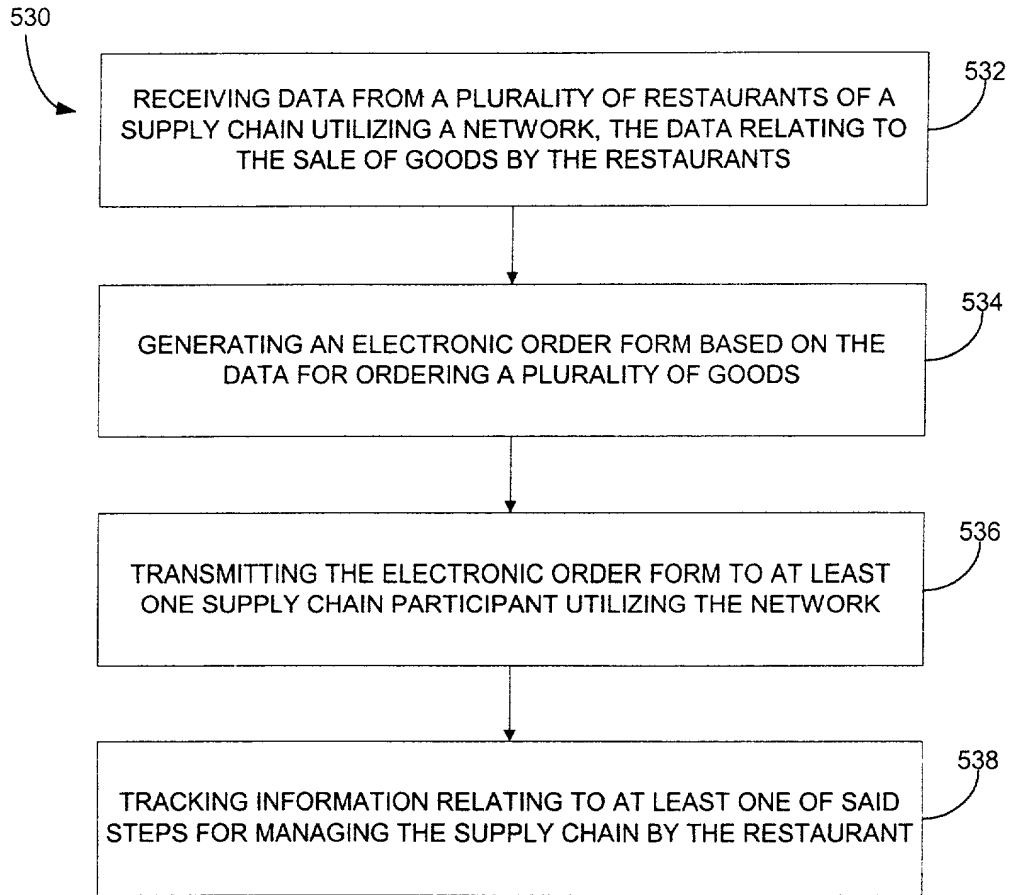 530
532
RECEIVING DATA FROM A PLURALITY OF RESTAURANTS OF A
SUPPLY CHAIN UTILIZING A NETWORK, THE DATA RELATING TO
THE SALE OF GOODS BY THE RESTAURANTS
534
GENERATING AN ELECTRONIC ORDER FORM BASED ON THE
DATA FOR ORDERING A PLURALITY OF GOODS
536
TRANSMITTING THE ELECTRONIC ORDER FORM TO AT LEAST
ONE SUPPLY CHAIN PARTICIPANT UTILIZING THE NETWORK
538
TRACKING INFORMATION RELATING TO AT LEAST ONE OF SAID
STEPS FOR MANAGING THE SUPPLY CHAIN BY THE RESTAURANT